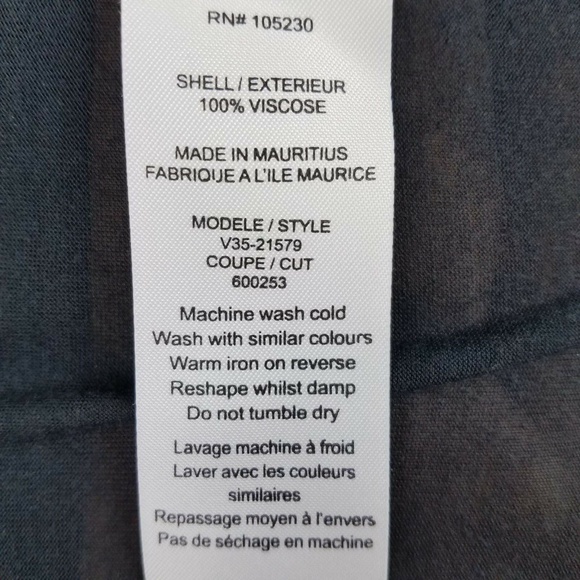 RN# 105230
SHELL / EXTERIEUR
100% VISCOSE
MADE IN MAURITIUS
FABRIQUE A L'ILE MAURICE
MODELE / STYLE
V35-21579
COUPE / CUT
600253
Machine wash cold
Wash with similar colours
Warm iron on reverse
Reshape whilst damp
Do not tumble dry
Lavage machine à froid
Laver avec les couleurs
similaires
Repassage moyen à l'envers
Pas de séchage en machine